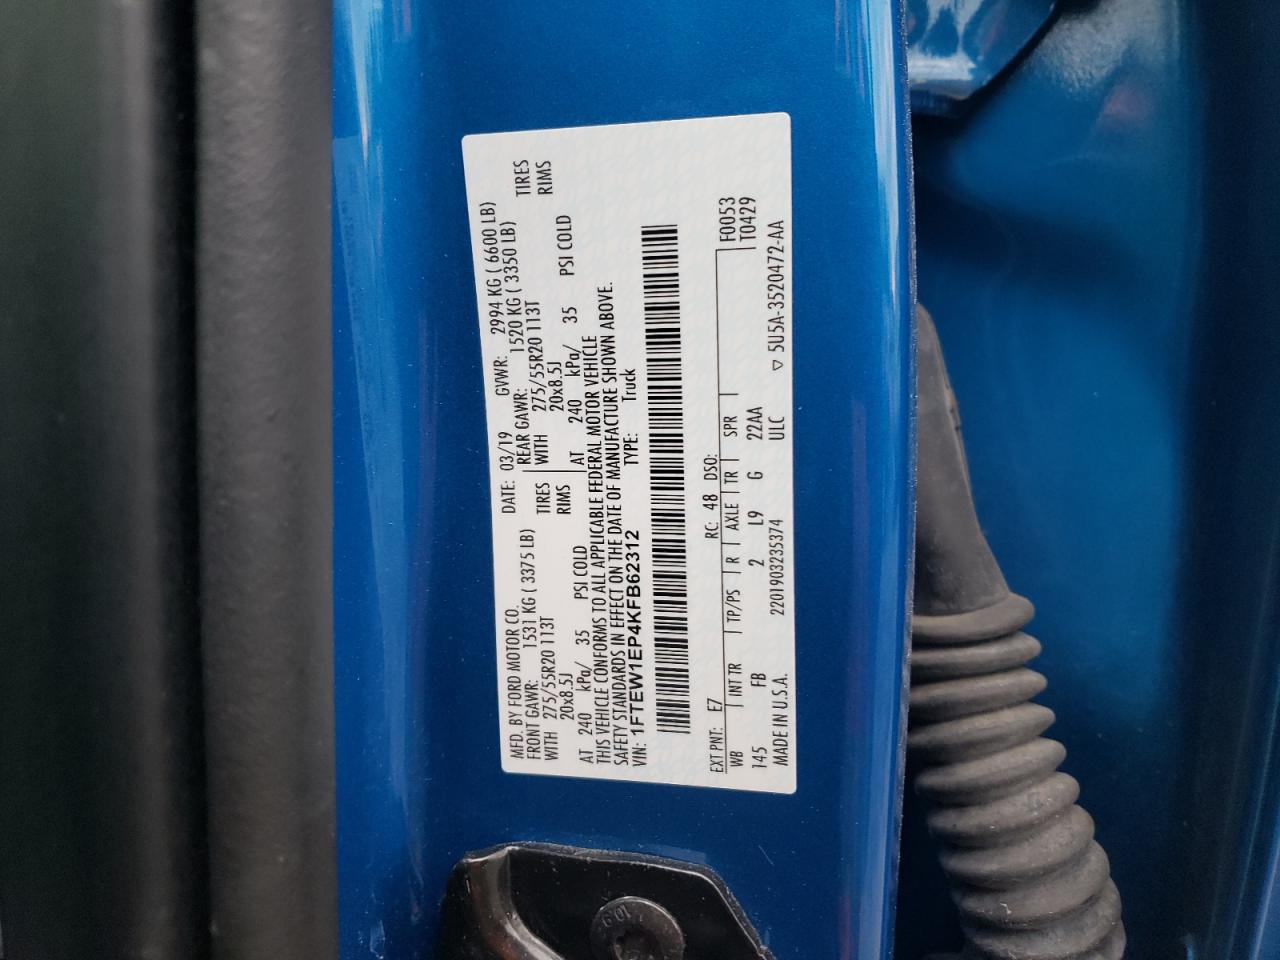 MFD. BY FORD MOTOR CO.
DATE: 03/19 GVWR: 2994 KG ( 6600 LB)
FRONT GAWR: 1531 KG ( 3375 LB) REAR GAWR: 1520 KG ( 3350 LB)
WITH 275/55R20 113T TIRES WITH 275/55R20 113T TIRES
20x8.5J RIMS 20x8.5J RIMS
AT 240 kPa/ 35 PSI COLD AT 240 kPa/ 35 PSI COLD
THIS VEHICLE CONFORMS TO ALL APPLICABLE FEDERAL MOTOR VEHICLE
SAFETY STANDARDS IN EFFECT ON THE DATE OF MANUFACTURE SHOWN ABOVE.
VIN: 1FTEW1EP4KFB62312 TYPE: Truck
EXT PNT: E7 RC: 48 DSO: F0053
WB INT TR TP/PS R AXLE TR SPR T0429
145 FB 2 L9 G 22AA
MADE IN U.S.A. 2201903235374 ULC ▽ 5U5A-3520472-AA
10.9